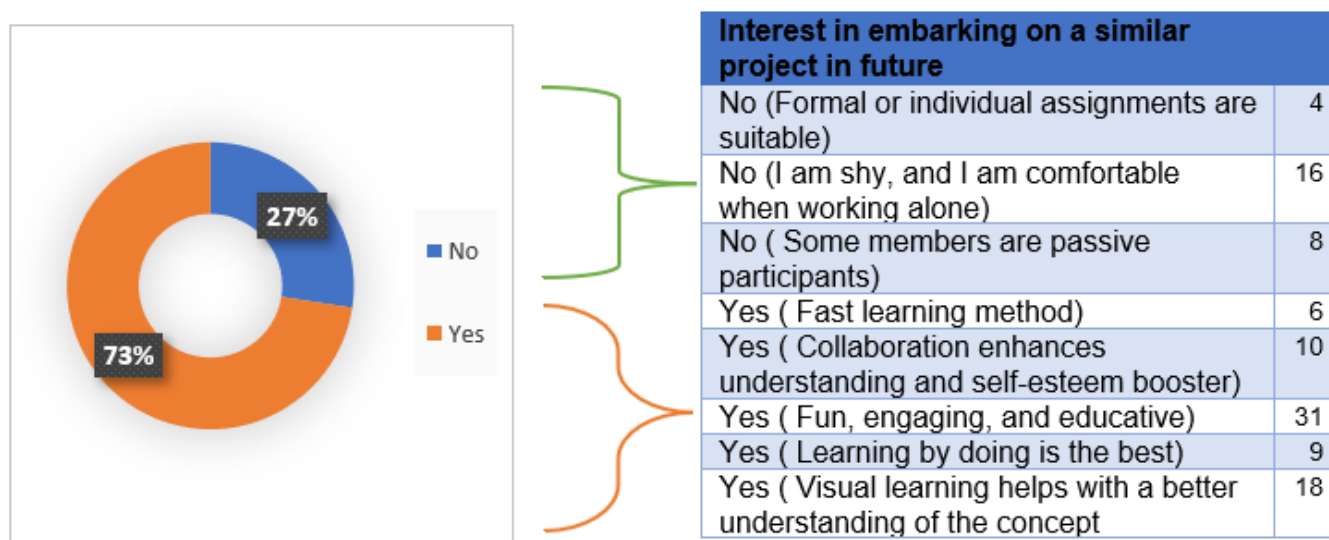 27%
73%
No
Yes
Interest in embarking on a similar
project in future
No (Formal or individual assignments are 4
suitable)
No (I am shy, and I am comfortable 16
when working alone)
No ( Some members are passive 8
participants)
Yes ( Fast learning method) 6
Yes ( Collaboration enhances 10
understanding and self-esteem booster)
Yes ( Fun, engaging, and educative) 31
Yes ( Learning by doing is the best) 9
Yes ( Visual learning helps with a better 18
understanding of the concept